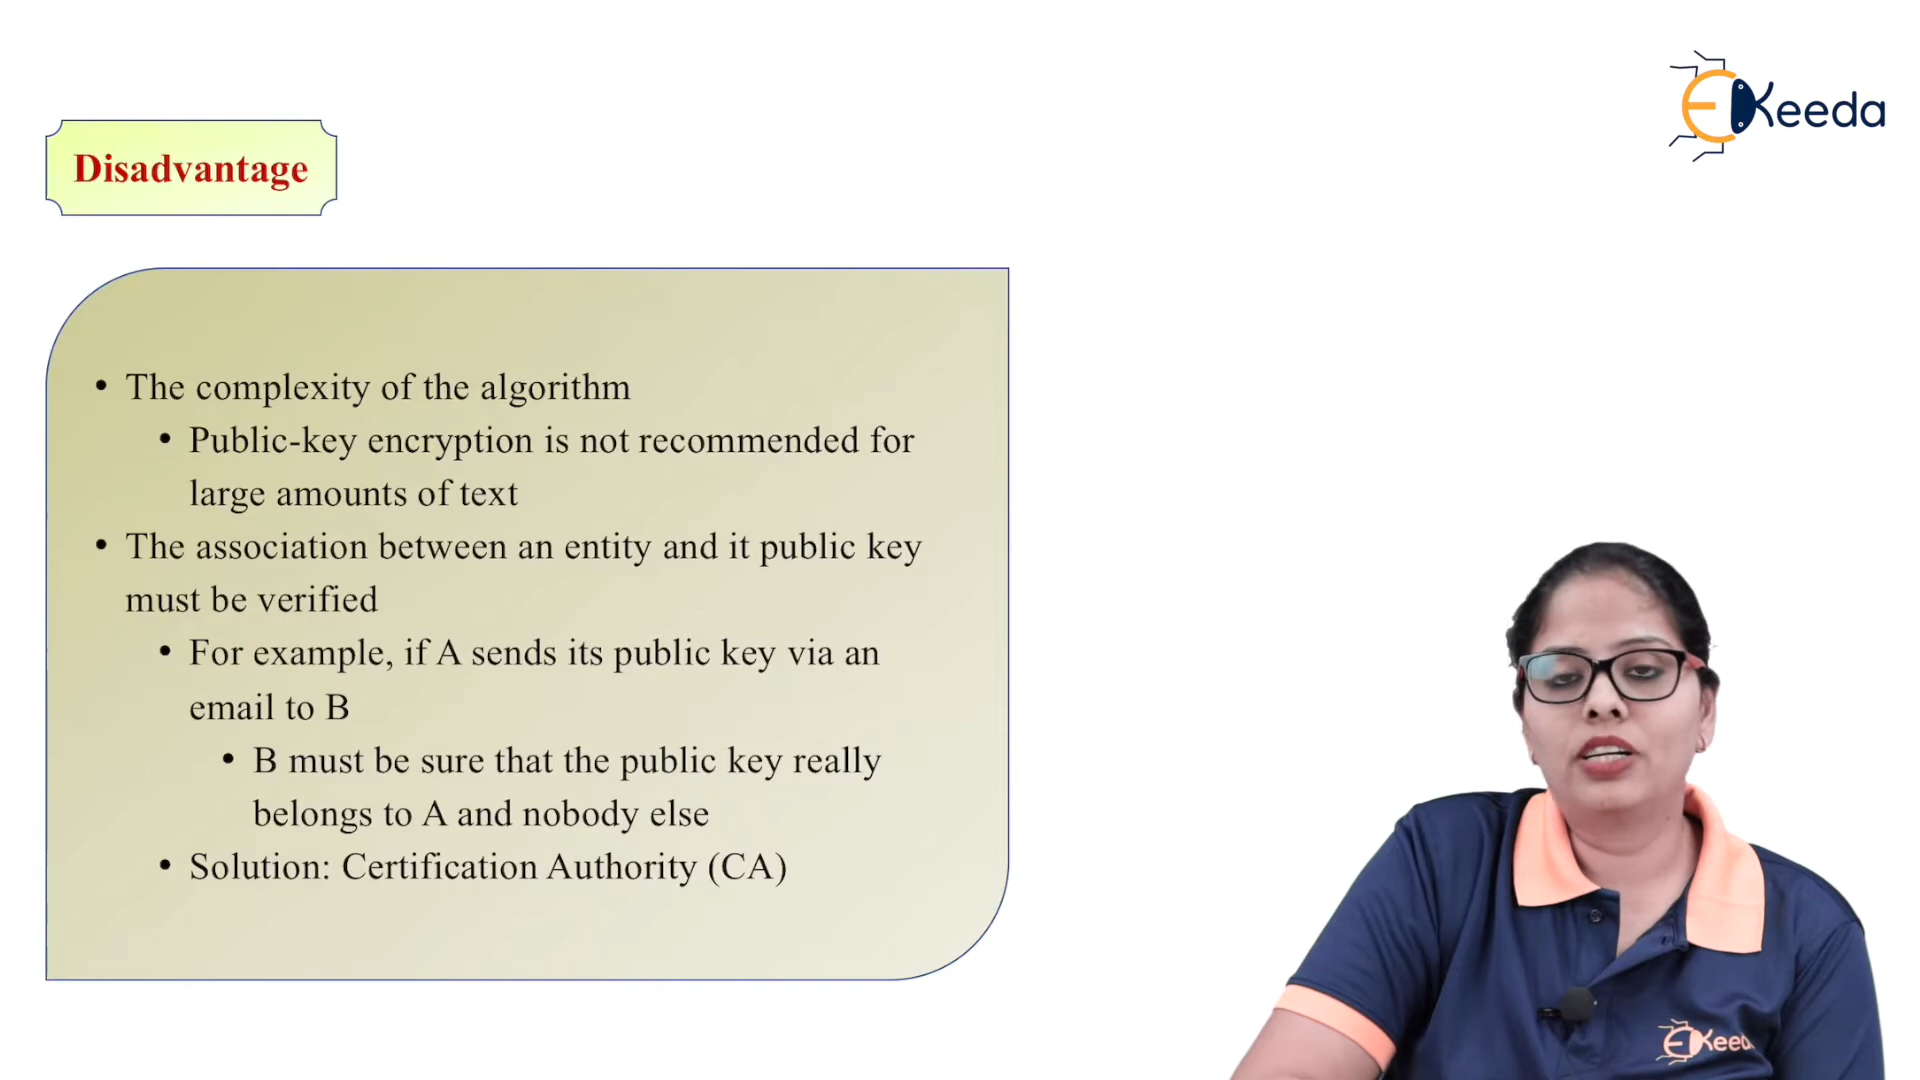 EKeeda
Disadvantage
• The complexity of the algorithm
• Public-key encryption is not recommended for
large amounts of text
• The association between an entity and it public key
must be verified
• For example, if A sends its public key via an
email to B
• B must be sure that the public key really
belongs to A and nobody else
• Solution: Certification Authority (CA)
EKeeda